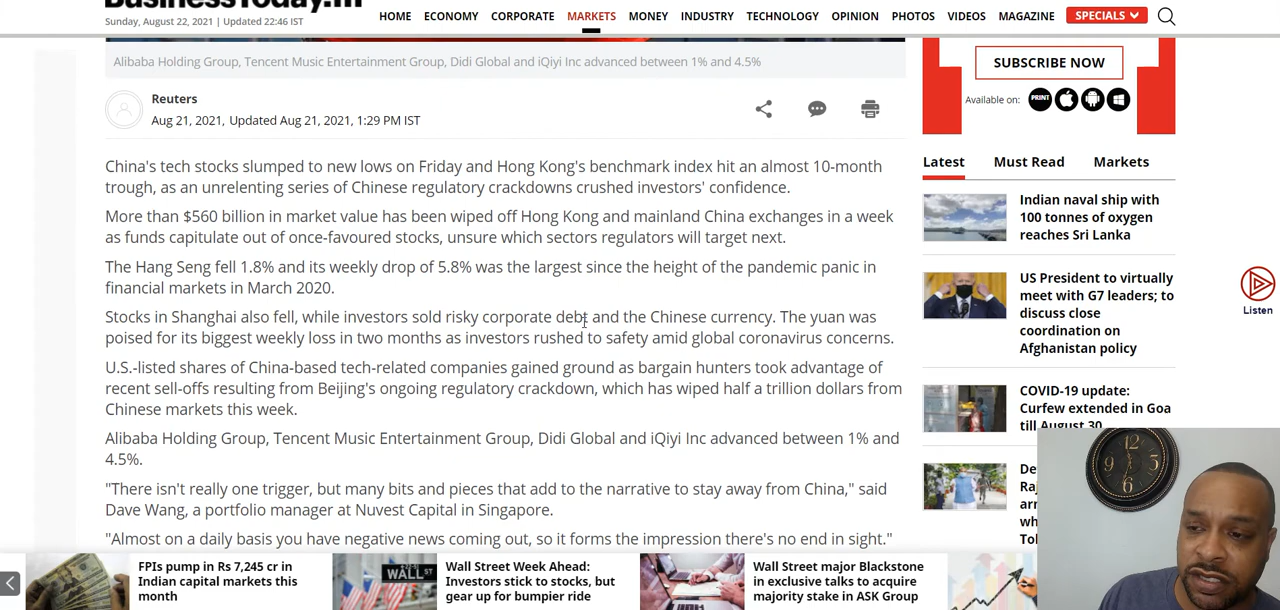 BusinessToday.In
Sunday, August 22, 2021 | Updated 22:46 IST
HOME ECONOMY CORPORATE MARKETS MONEY INDUSTRY TECHNOLOGY OPINION PHOTOS VIDEOS MAGAZINE SPECIALS
Alibaba Holding Group, Tencent Music Entertainment Group, Didi Global and iQiyi Inc advanced between 1% and 4.5%
Reuters
Aug 21, 2021, Updated Aug 21, 2021, 1:29 PM IST
China's tech stocks slumped to new lows on Friday and Hong Kong's benchmark index hit an almost 10-month
trough, as an unrelenting series of Chinese regulatory crackdowns crushed investors' confidence.
More than $560 billion in market value has been wiped off Hong Kong and mainland China exchanges in a week
as funds capitulate out of once-favoured stocks, unsure which sectors regulators will target next.
The Hang Seng fell 1.8% and its weekly drop of 5.8% was the largest since the height of the pandemic panic in
financial markets in March 2020.
Stocks in Shanghai also fell, while investors sold risky corporate debt and the Chinese currency. The yuan was
poised for its biggest weekly loss in two months as investors rushed to safety amid global coronavirus concerns.
U.S.-listed shares of China-based tech-related companies gained ground as bargain hunters took advantage of
recent sell-offs resulting from Beijing's ongoing regulatory crackdown, which has wiped half a trillion dollars from
Chinese markets this week.
Alibaba Holding Group, Tencent Music Entertainment Group, Didi Global and iQiyi Inc advanced between 1% and
4.5%.
"There isn't really one trigger, but many bits and pieces that add to the narrative to stay away from China," said
Dave Wang, a portfolio manager at Nuvest Capital in Singapore.
"Almost on a daily basis you have negative news coming out, so it forms the impression there's no end in sight."
SUBSCRIBE NOW
Available on: PRINT
Latest Must Read Markets
Indian naval ship with
100 tonnes of oxygen
reaches Sri Lanka
US President to virtually
meet with G7 leaders; to
discuss close
coordination on
Afghanistan policy
COVID-19 update:
Curfew extended in Goa
till August 30
Listen
12
9 3
6
FPIs pump in Rs 7,245 cr in
Indian capital markets this
month
WALL ST
Wall Street Week Ahead:
Investors stick to stocks, but
gear up for bumpier ride
Wall Street major Blackstone
in exclusive talks to acquire
majority stake in ASK Group